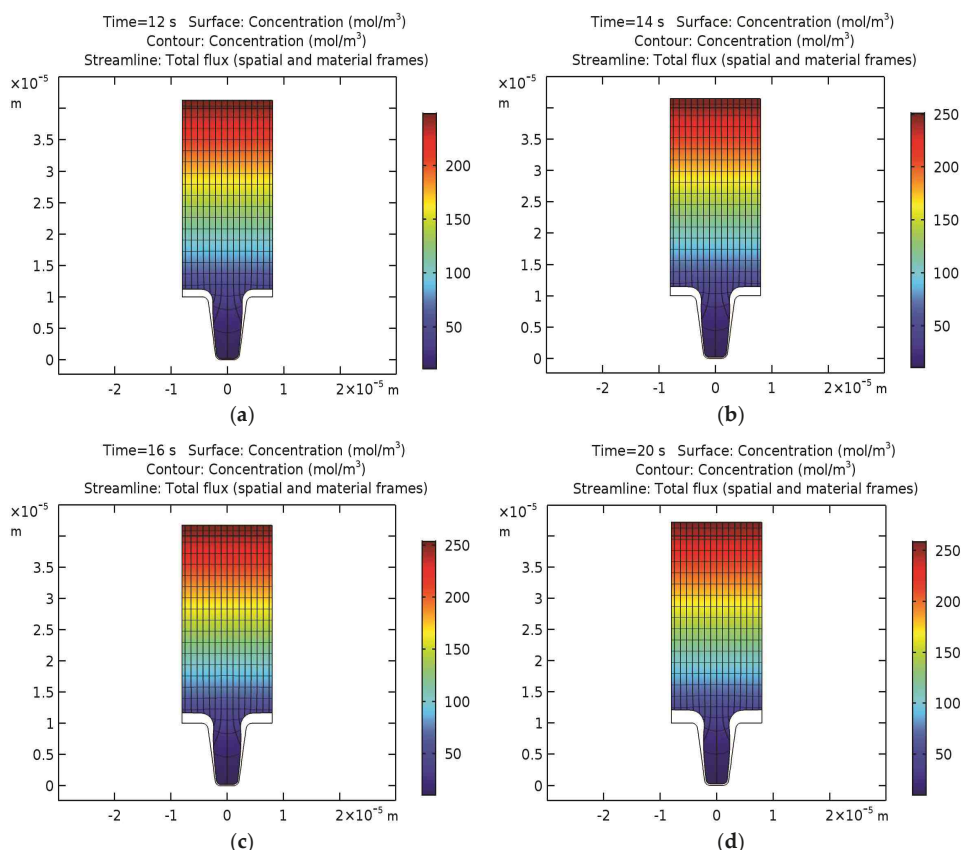 Time=12 s Surface: Concentration (mol/m³)
Contour: Concentration (mol/m³)
Streamline: Total flux (spatial and material frames)
×10⁻⁵
m
3.5
3
2.5
2
1.5
1
0.5
0
-2 -1 0 1 2×10⁻⁵ m
200
150
100
50
(a)
Time=14 s Surface: Concentration (mol/m³)
Contour: Concentration (mol/m³)
Streamline: Total flux (spatial and material frames)
×10⁻⁵
m
3.5
3
2.5
2
1.5
1
0.5
0
-2 -1 0 1 2×10⁻⁵ m
250
200
150
100
50
(b)
Time=16 s Surface: Concentration (mol/m³)
Contour: Concentration (mol/m³)
Streamline: Total flux (spatial and material frames)
×10⁻⁵
m
3.5
3
2.5
2
1.5
1
0.5
0
-2 -1 0 1 2×10⁻⁵ m
250
200
150
100
50
(c)
Time=20 s Surface: Concentration (mol/m³)
Contour: Concentration (mol/m³)
Streamline: Total flux (spatial and material frames)
×10⁻⁵
m
3.5
3
2.5
2
1.5
1
0.5
0
-2 -1 0 1 2×10⁻⁵ m
250
200
150
100
50
(d)